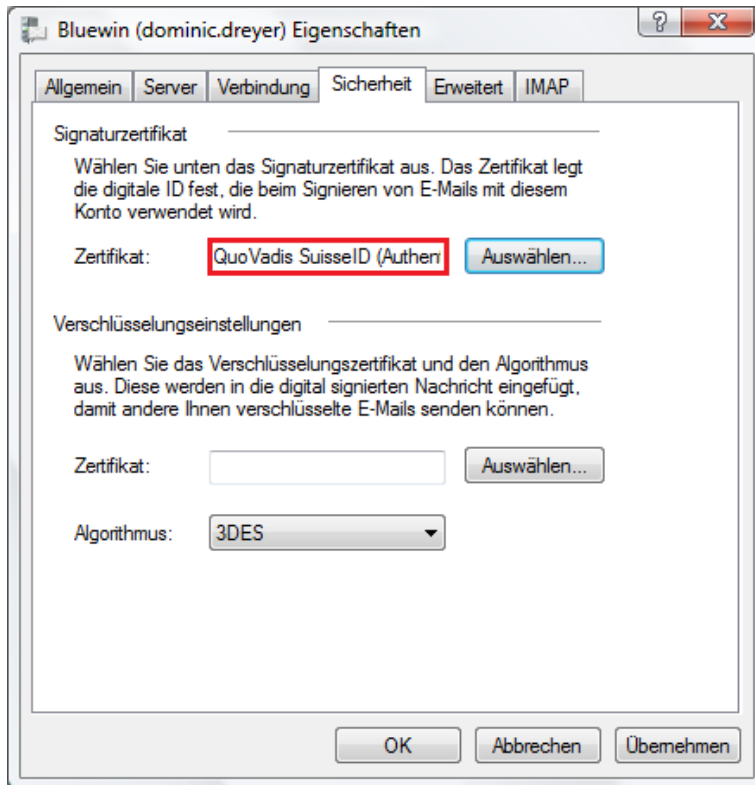 Bluewin (dominic.dreyer) Eigenschaften
Allgemein Server Verbindung Sicherheit Erweitert IMAP
Signaturzertifikat
Wählen Sie unten das Signaturzertifikat aus. Das Zertifikat legt
die digitale ID fest, die beim Signieren von E-Mails mit diesem
Konto verwendet wird.
Zertifikat: QuoVadis SuisseID (Authent Auswählen...
Verschlüsselungseinstellungen
Wählen Sie das Verschlüsselungszertifikat und den Algorithmus
aus. Diese werden in die digital signierten Nachricht eingefügt,
damit andere Ihnen verschlüsselte E-Mails senden können.
Zertifikat: Auswählen...
Algorithmus: 3DES
OK Abbrechen Übernehmen